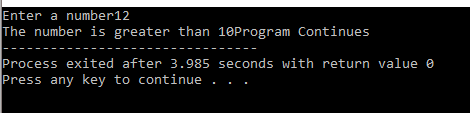 Enter a number12
The number is greater than 10Program Continues
--------------------------------
Process exited after 3.985 seconds with return value 0
Press any key to continue . . .